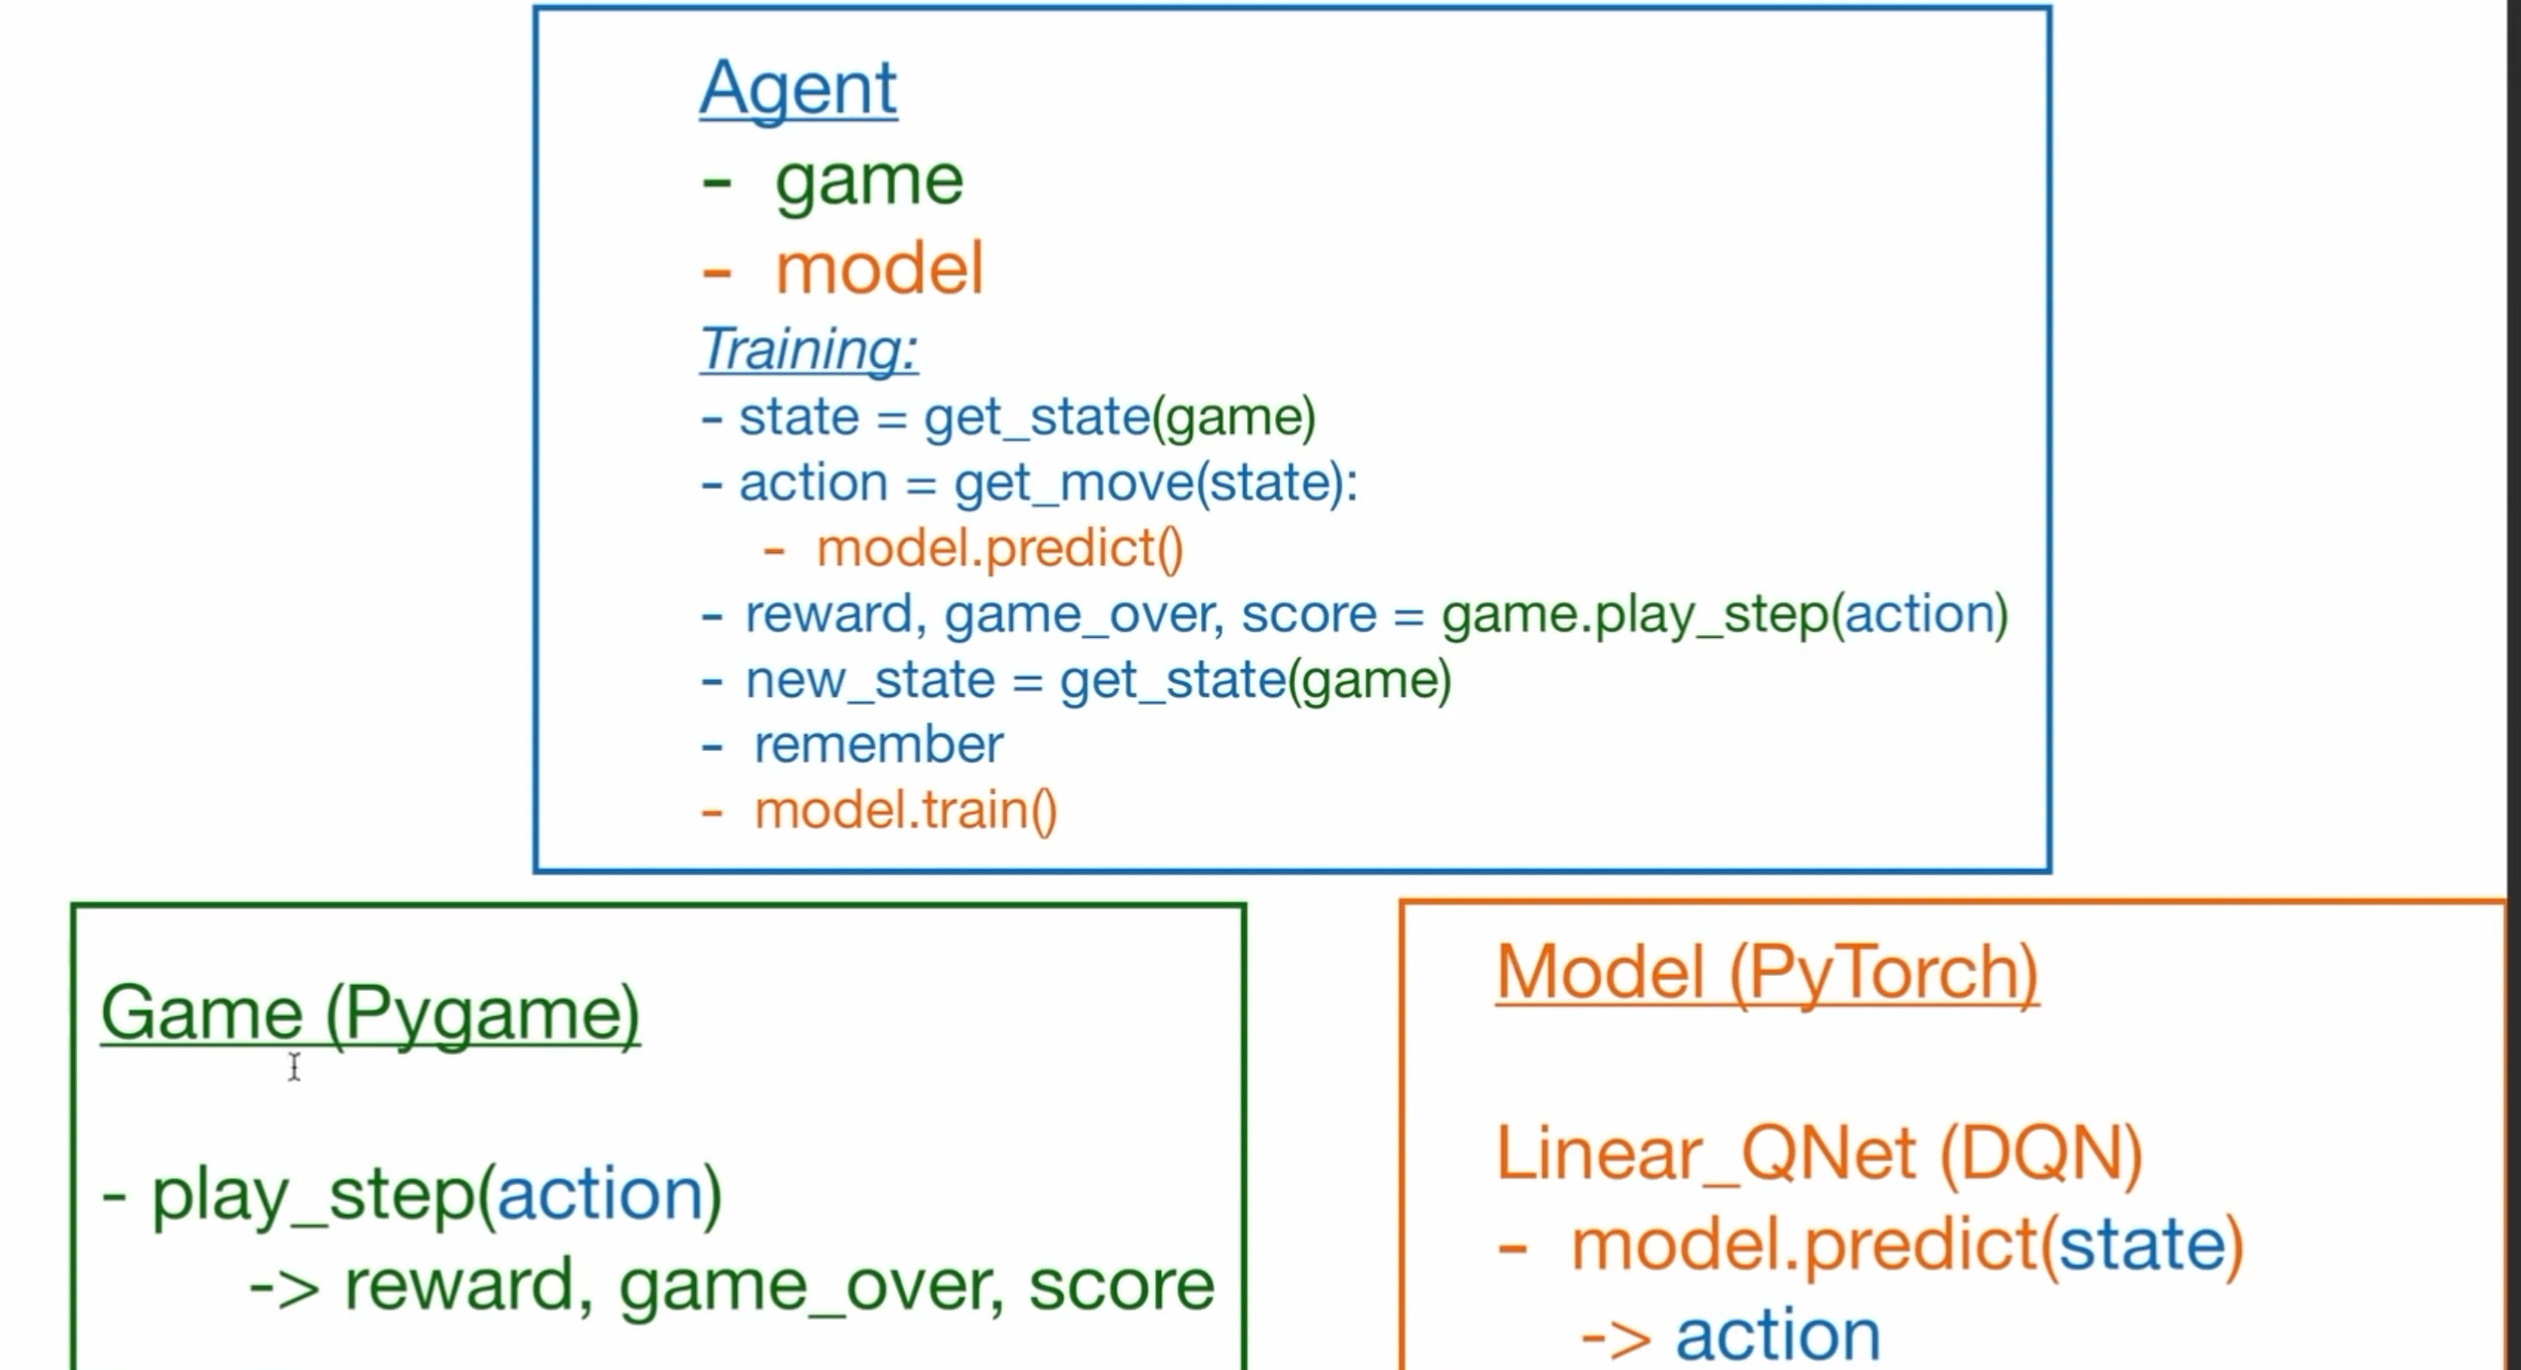 Agent
- game
- model
Training:
- state = get_state(game)
- action = get_move(state):
- model.predict()
- reward, game_over, score = game.play_step(action)
- new_state = get_state(game)
- remember
- model.train()
Game (Pygame)
- play_step(action)
-> reward, game_over, score
Model (PyTorch)
Linear_QNet (DQN)
- model.predict(state)
-> action